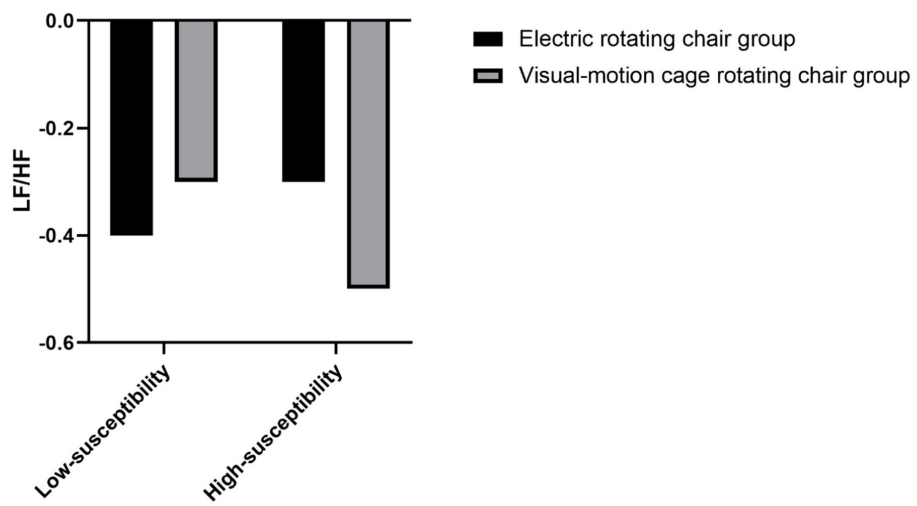 0.0
-0.2
-0.4
-0.6
LF/HF
Low-susceptibility
High-susceptibility
Electric rotating chair group
Visual-motion cage rotating chair group